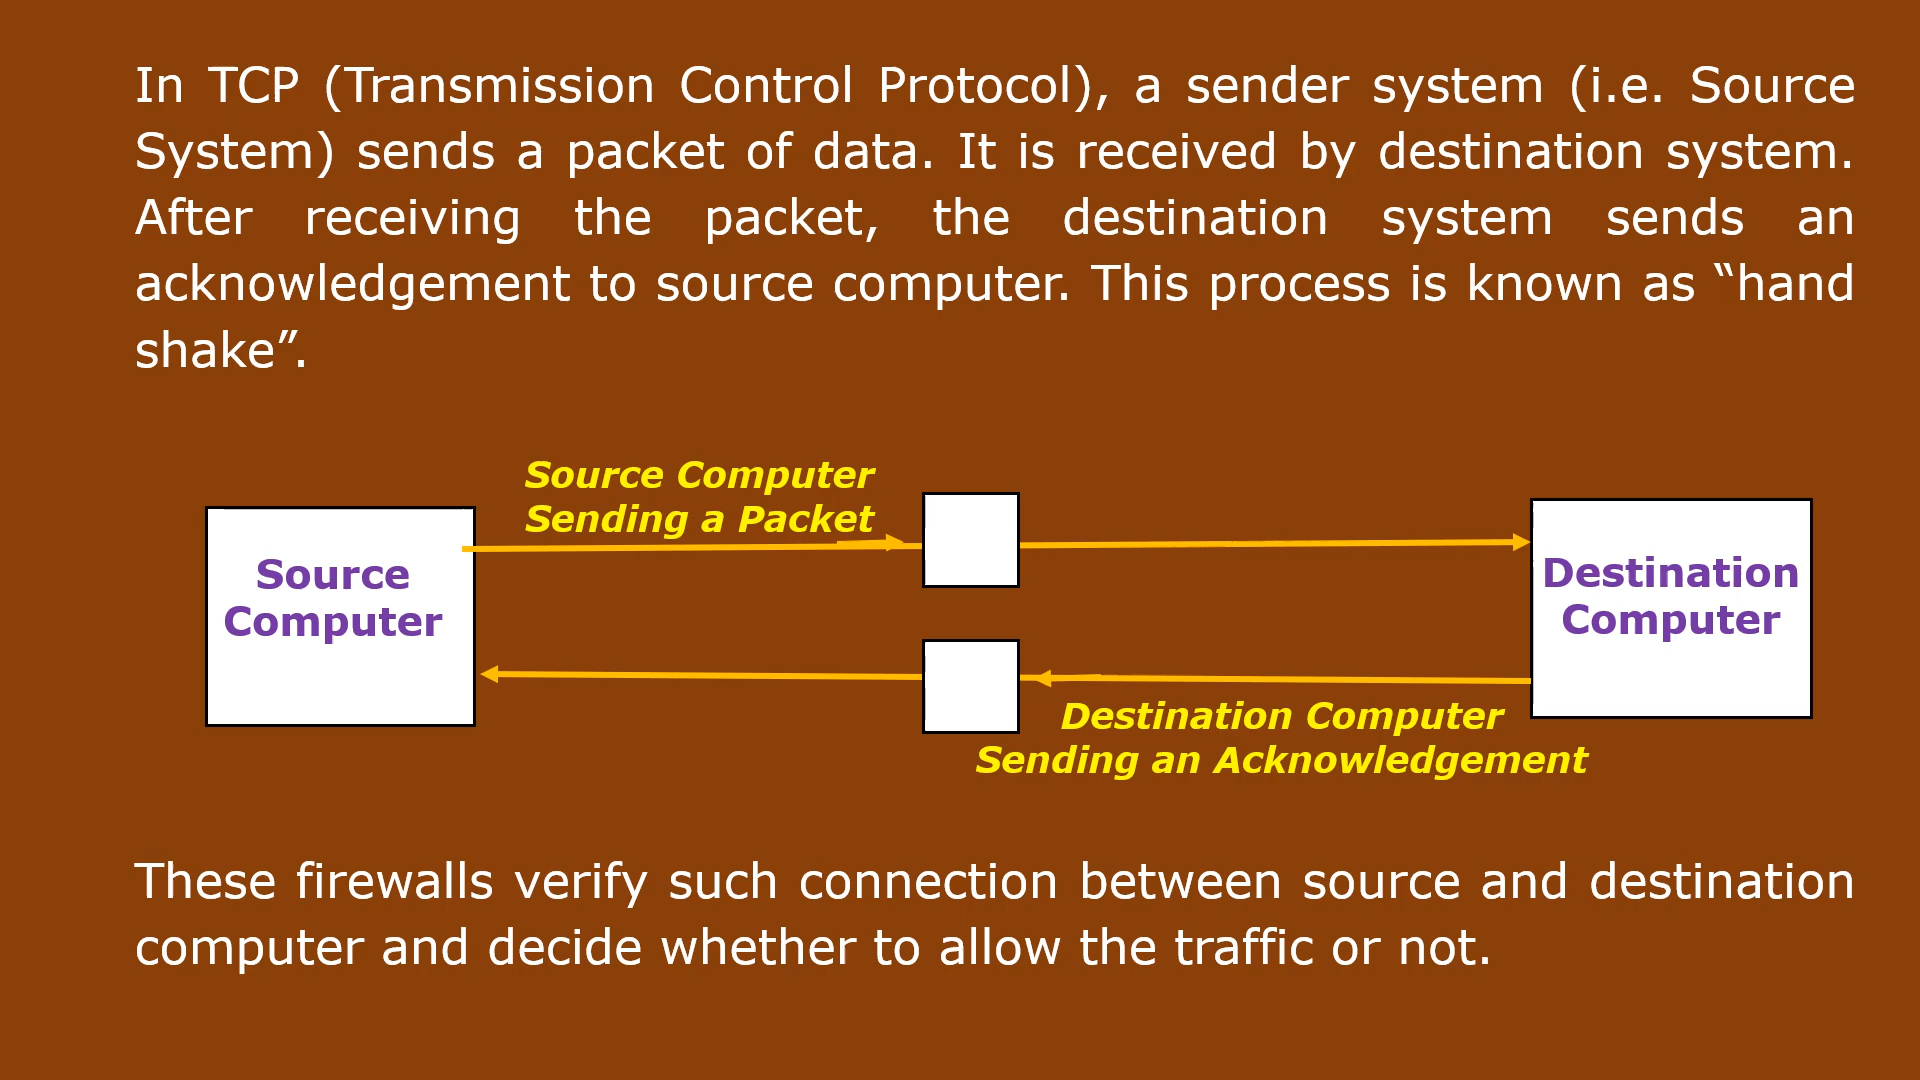 In TCP (Transmission Control Protocol), a sender system (i.e. Source
System) sends a packet of data. It is received by destination system.
After receiving the packet, the destination system sends an
acknowledgement to source computer. This process is known as “hand
shake”.
Source Computer
Sending a Packet
Source
Computer
Destination
Computer
Destination Computer
Sending an Acknowledgement
These firewalls verify such connection between source and destination
computer and decide whether to allow the traffic or not.